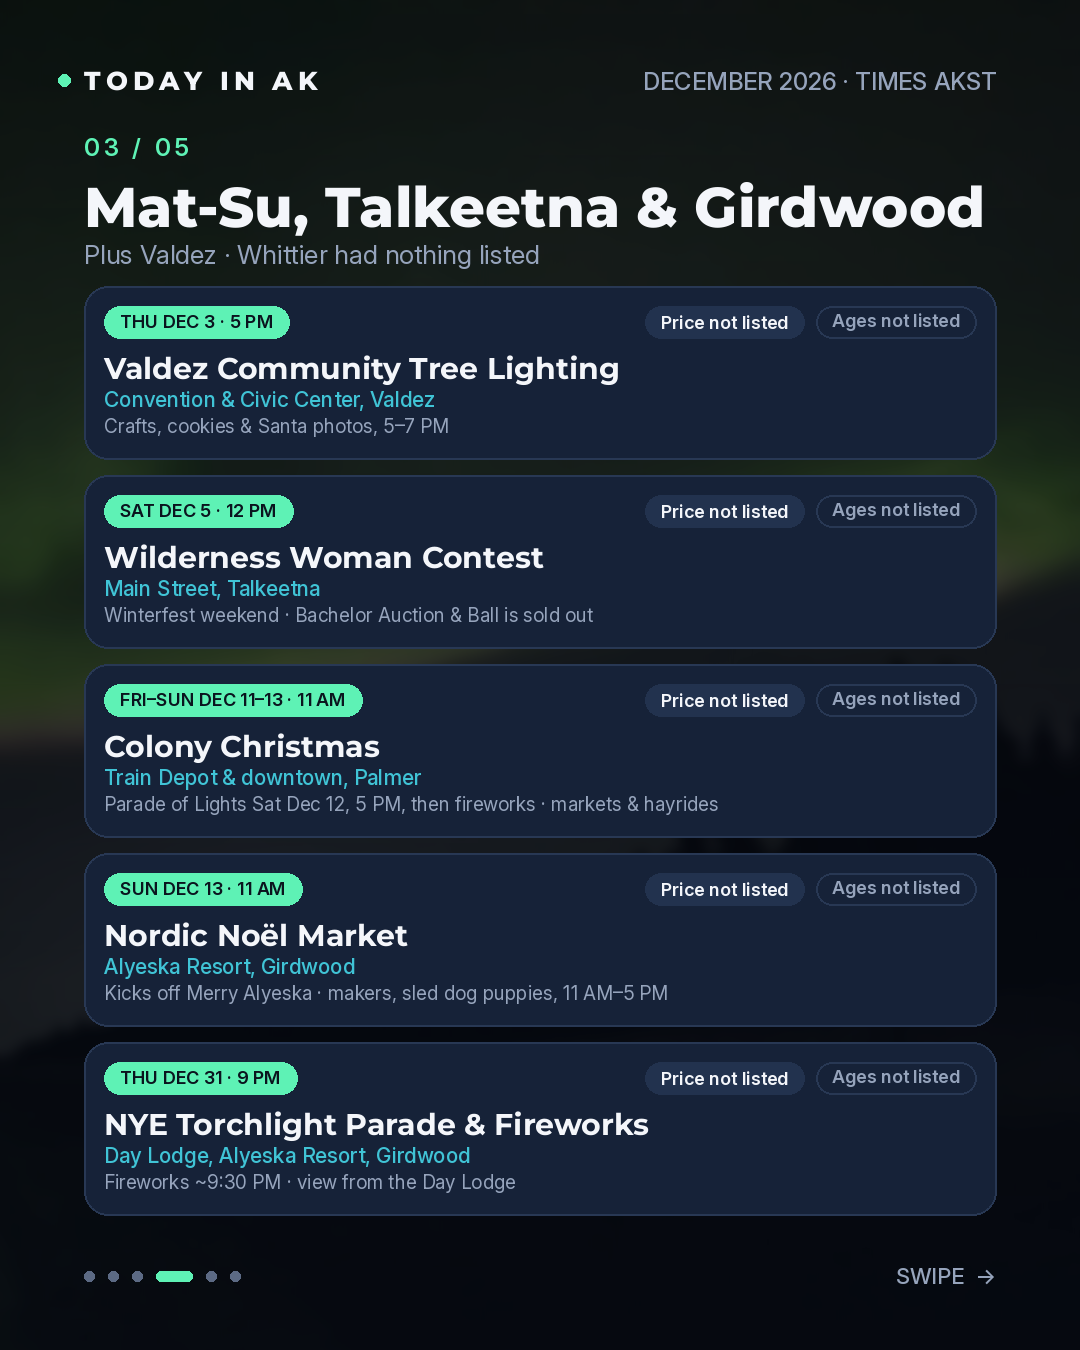 TODAY IN AK
DECEMBER 2026 · TIMES AKST
03 / 05
Mat-Su, Talkeetna & Girdwood
Plus Valdez · Whittier had nothing listed
THU DEC 3 · 5 PM
Price not listed
Ages not listed
Valdez Community Tree Lighting
Convention & Civic Center, Valdez
Crafts, cookies & Santa photos, 5–7 PM
SAT DEC 5 · 12 PM
Price not listed
Ages not listed
Wilderness Woman Contest
Main Street, Talkeetna
Winterfest weekend · Bachelor Auction & Ball is sold out
FRI–SUN DEC 11–13 · 11 AM
Price not listed
Ages not listed
Colony Christmas
Train Depot & downtown, Palmer
Parade of Lights Sat Dec 12, 5 PM, then fireworks · markets & hayrides
SUN DEC 13 · 11 AM
Price not listed
Ages not listed
Nordic Noël Market
Alyeska Resort, Girdwood
Kicks off Merry Alyeska · makers, sled dog puppies, 11 AM–5 PM
THU DEC 31 · 9 PM
Price not listed
Ages not listed
NYE Torchlight Parade & Fireworks
Day Lodge, Alyeska Resort, Girdwood
Fireworks ~9:30 PM · view from the Day Lodge
SWIPE →